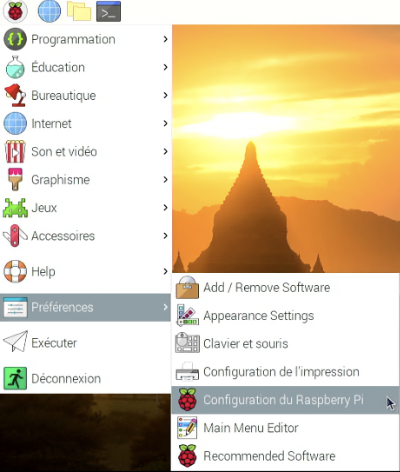 Programmation
Éducation
Bureautique
Internet
Son et vidéo
Graphisme
Jeux
Accessoires
Help
Préférences
Exécuter
Déconnexion
Add / Remove Software
Appearance Settings
Clavier et souris
Configuration de l'impression
Configuration du Raspberry Pi
Main Menu Editor
Recommended Software